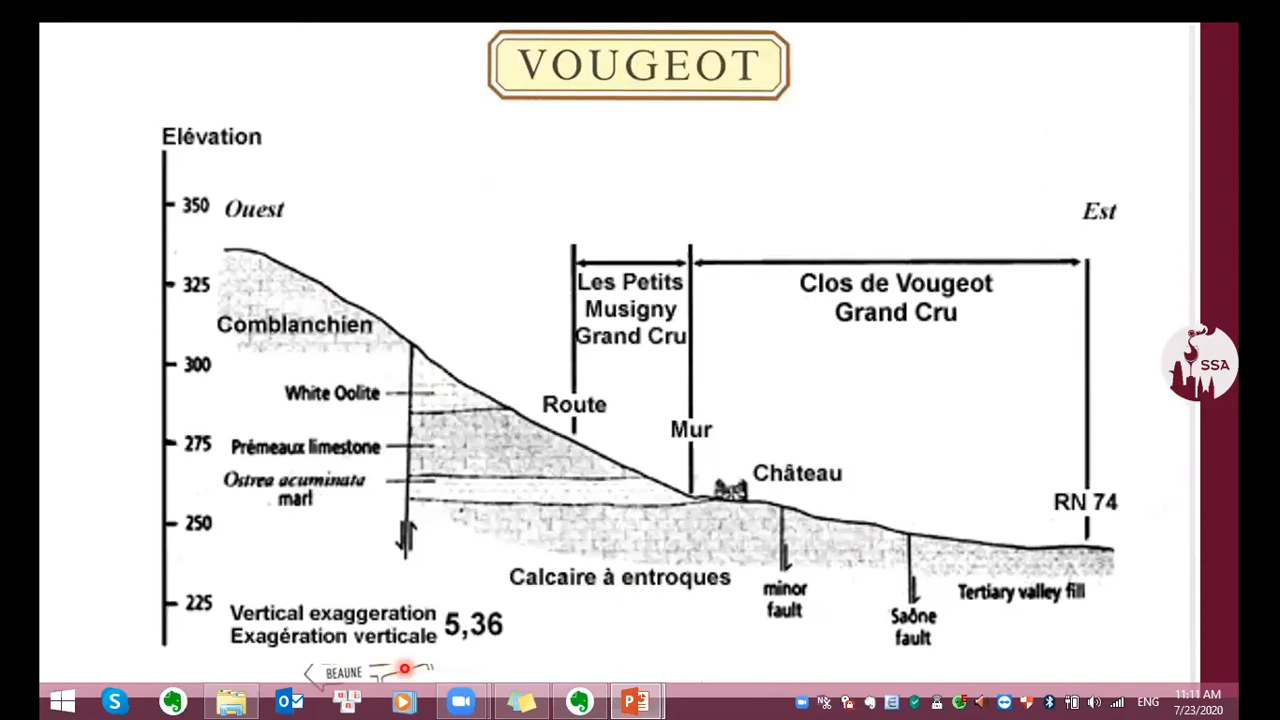 VOUGEOT
Elévation
350
Ouest
Est
325
Les Petits
Musigny
Grand Cru
Clos de Vougeot
Grand Cru
Comblanchien
300
White Oolite
Route
275
Prémeaux limestone
Mur
Ostrea acuminata
marl
Château
250
RN 74
Calcaire à entroques
minor
fault
Tertiary valley fill
225
Saône
fault
Vertical exaggeration
Exagération verticale
5,36
BEAUNE
SSA
ENG
11:11 AM
7/23/2020